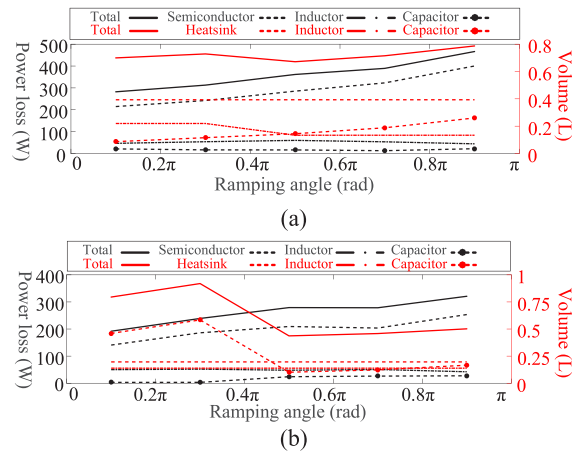 Total Semiconductor Inductor Capacitor
Total Heatsink Inductor Capacitor
500
400
300
200
100
0
Power loss (W)
0.8
0.6
0.4
0.2
0
Volume (L)
0 0.2π 0.4π 0.6π 0.8π π
Ramping angle (rad)
(a)
Total Semiconductor Inductor Capacitor
Total Heatsink Inductor Capacitor
400
300
200
100
0
Power loss (W)
1
0.75
0.5
0.25
0
Volume (L)
0 0.2π 0.4π 0.6π 0.8π π
Ramping angle (rad)
(b)